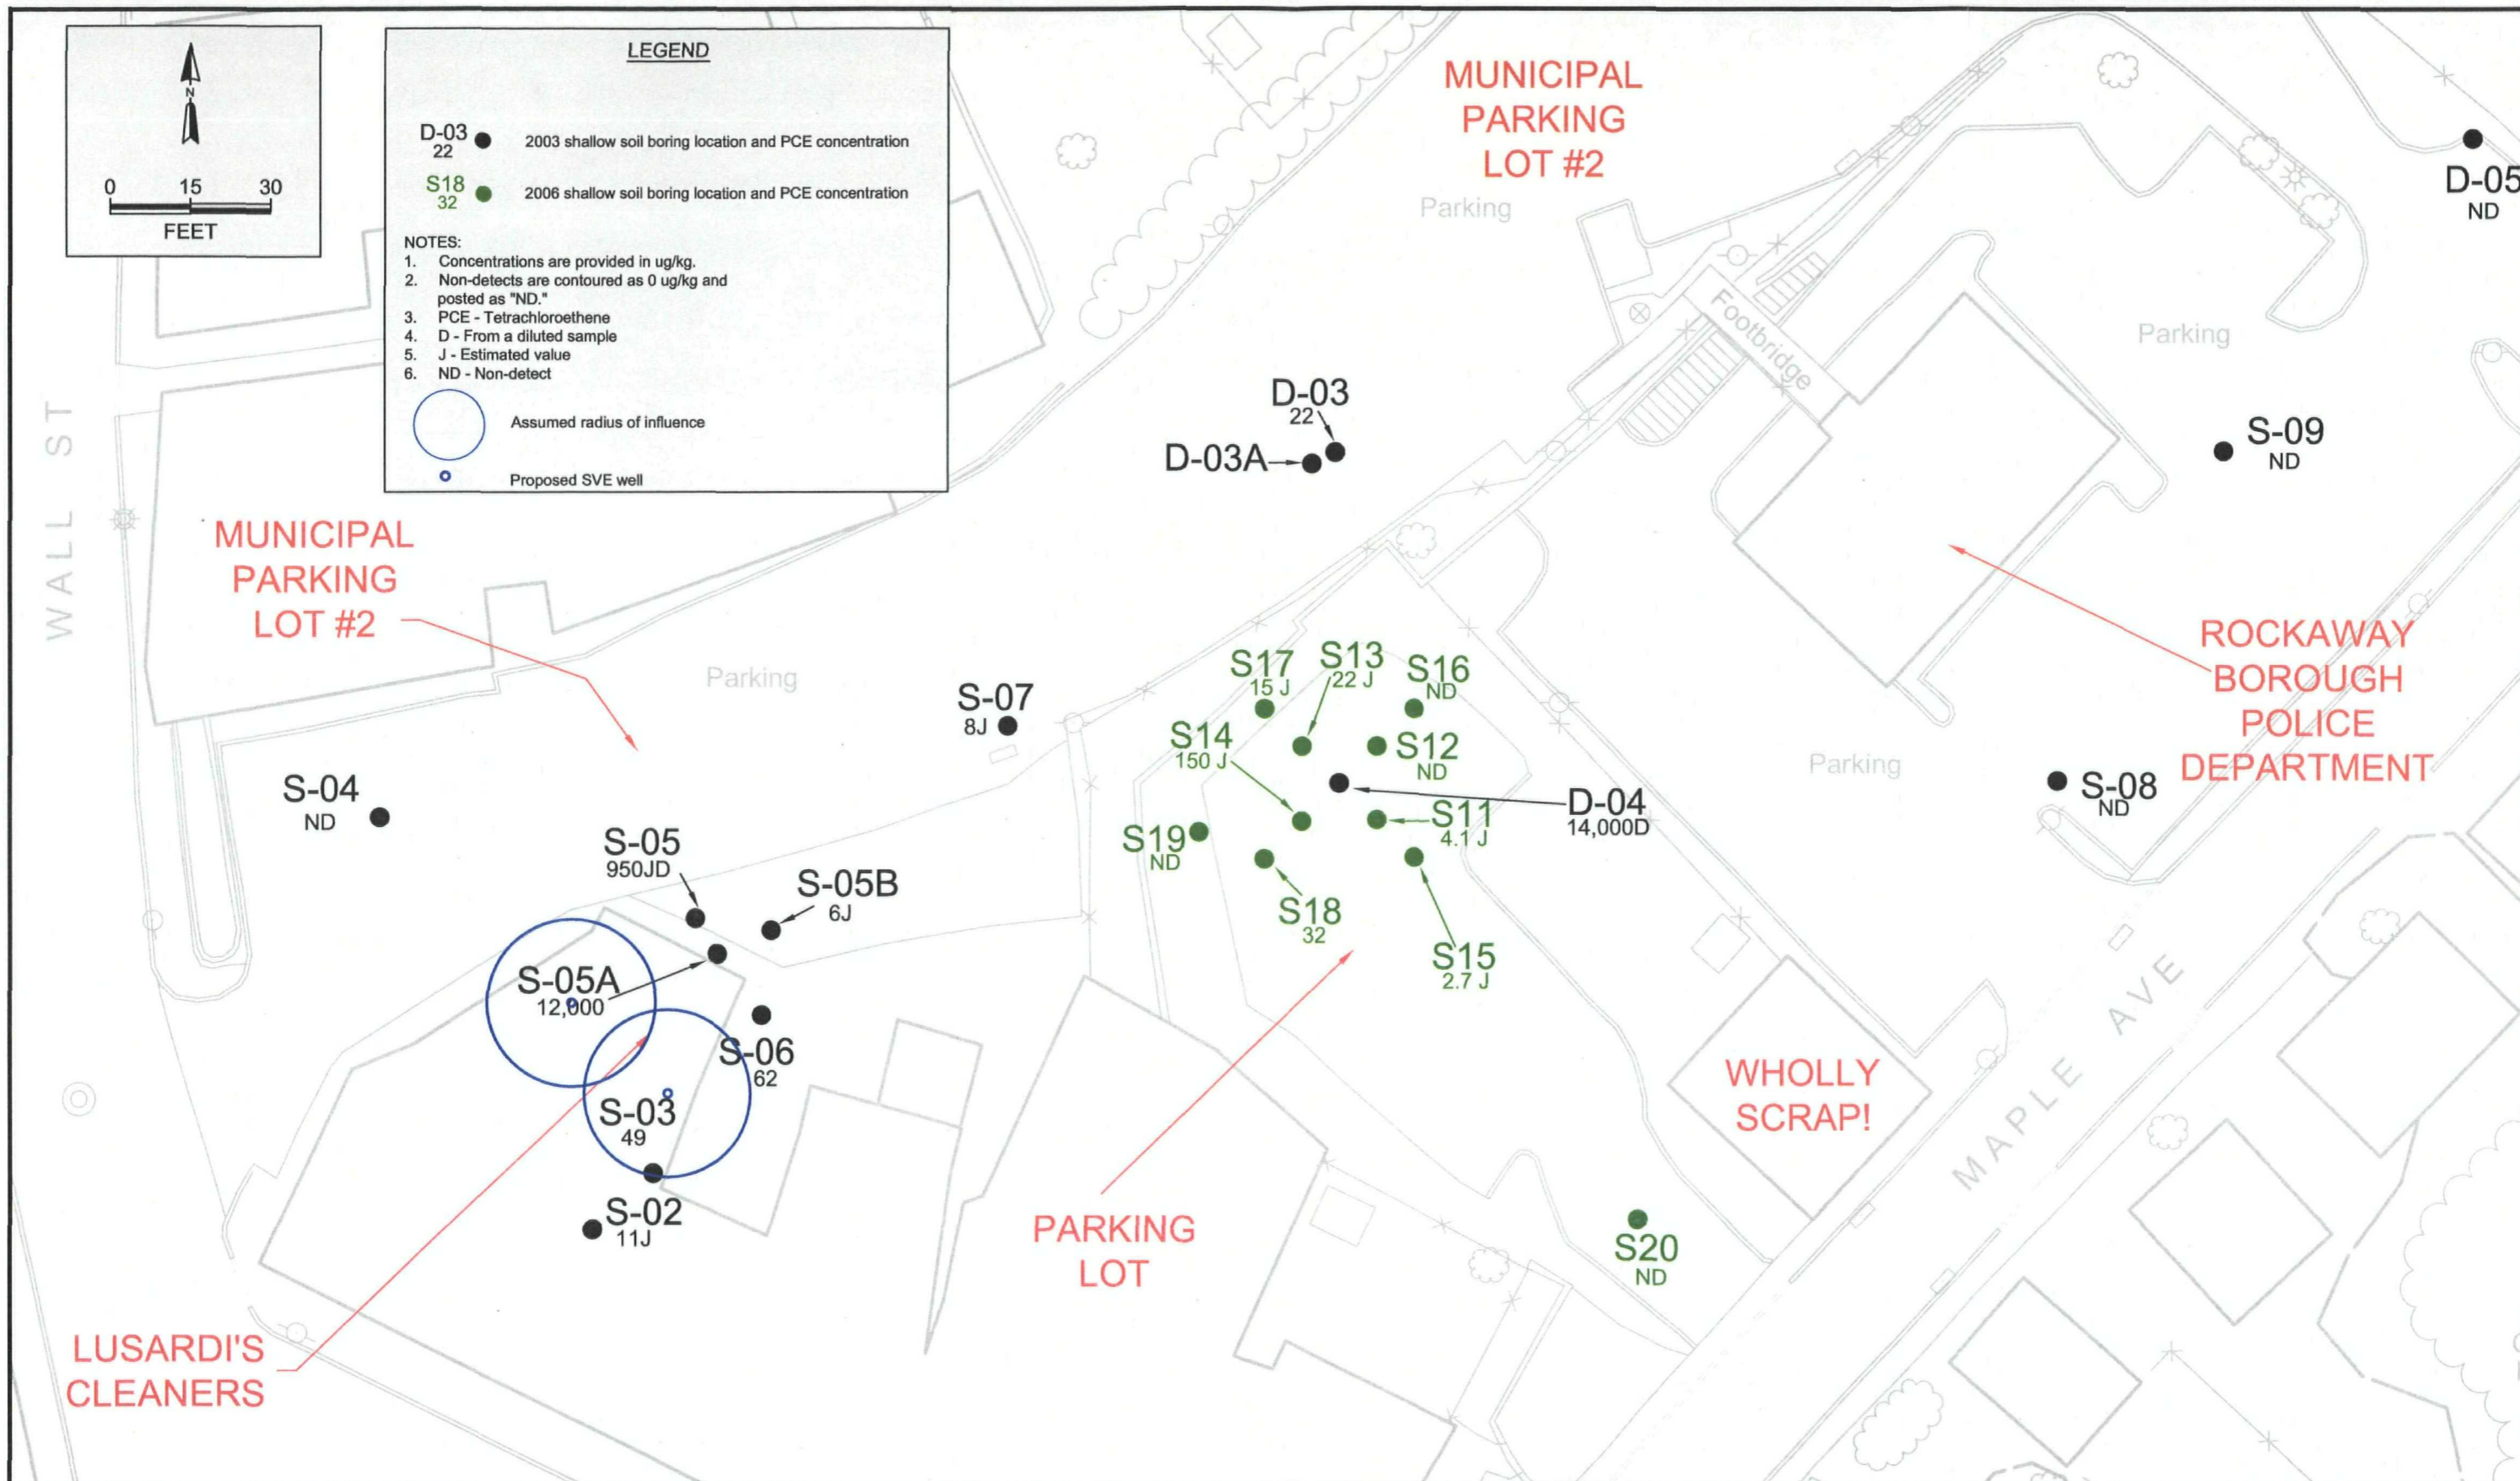 N
0 15 30
FEET
LEGEND
D-03
22
2003 shallow soil boring location and PCE concentration
S18
32
2006 shallow soil boring location and PCE concentration
NOTES:
1. Concentrations are provided in ug/kg.
2. Non-detects are contoured as 0 ug/kg and
posted as "ND."
3. PCE - Tetrachloroethene
4. D - From a diluted sample
5. J - Estimated value
6. ND - Non-detect
Assumed radius of influence
Proposed SVE well
MUNICIPAL
PARKING
LOT #2
Parking
D-05
ND
Footbridge
Parking
D-03
22
D-03A
S-09
ND
WALL ST
MUNICIPAL
PARKING
LOT #2
Parking
ROCKAWAY
BOROUGH
POLICE
DEPARTMENT
S-07
8J
S17
15 J
S13
22 J
S16
ND
S14
150 J
S12
ND
Parking
S-08
ND
S-04
ND
D-04
14,000D
S11
4.1 J
S19
ND
S-05
950JD
S-05B
6J
S18
32
S15
2.7 J
S-05A
12,000
S-06
62
S-03
49
WHOLLY
SCRAP!
MAPLE AVE
S-02
11J
PARKING
LOT
S20
ND
LUSARDI'S
CLEANERS